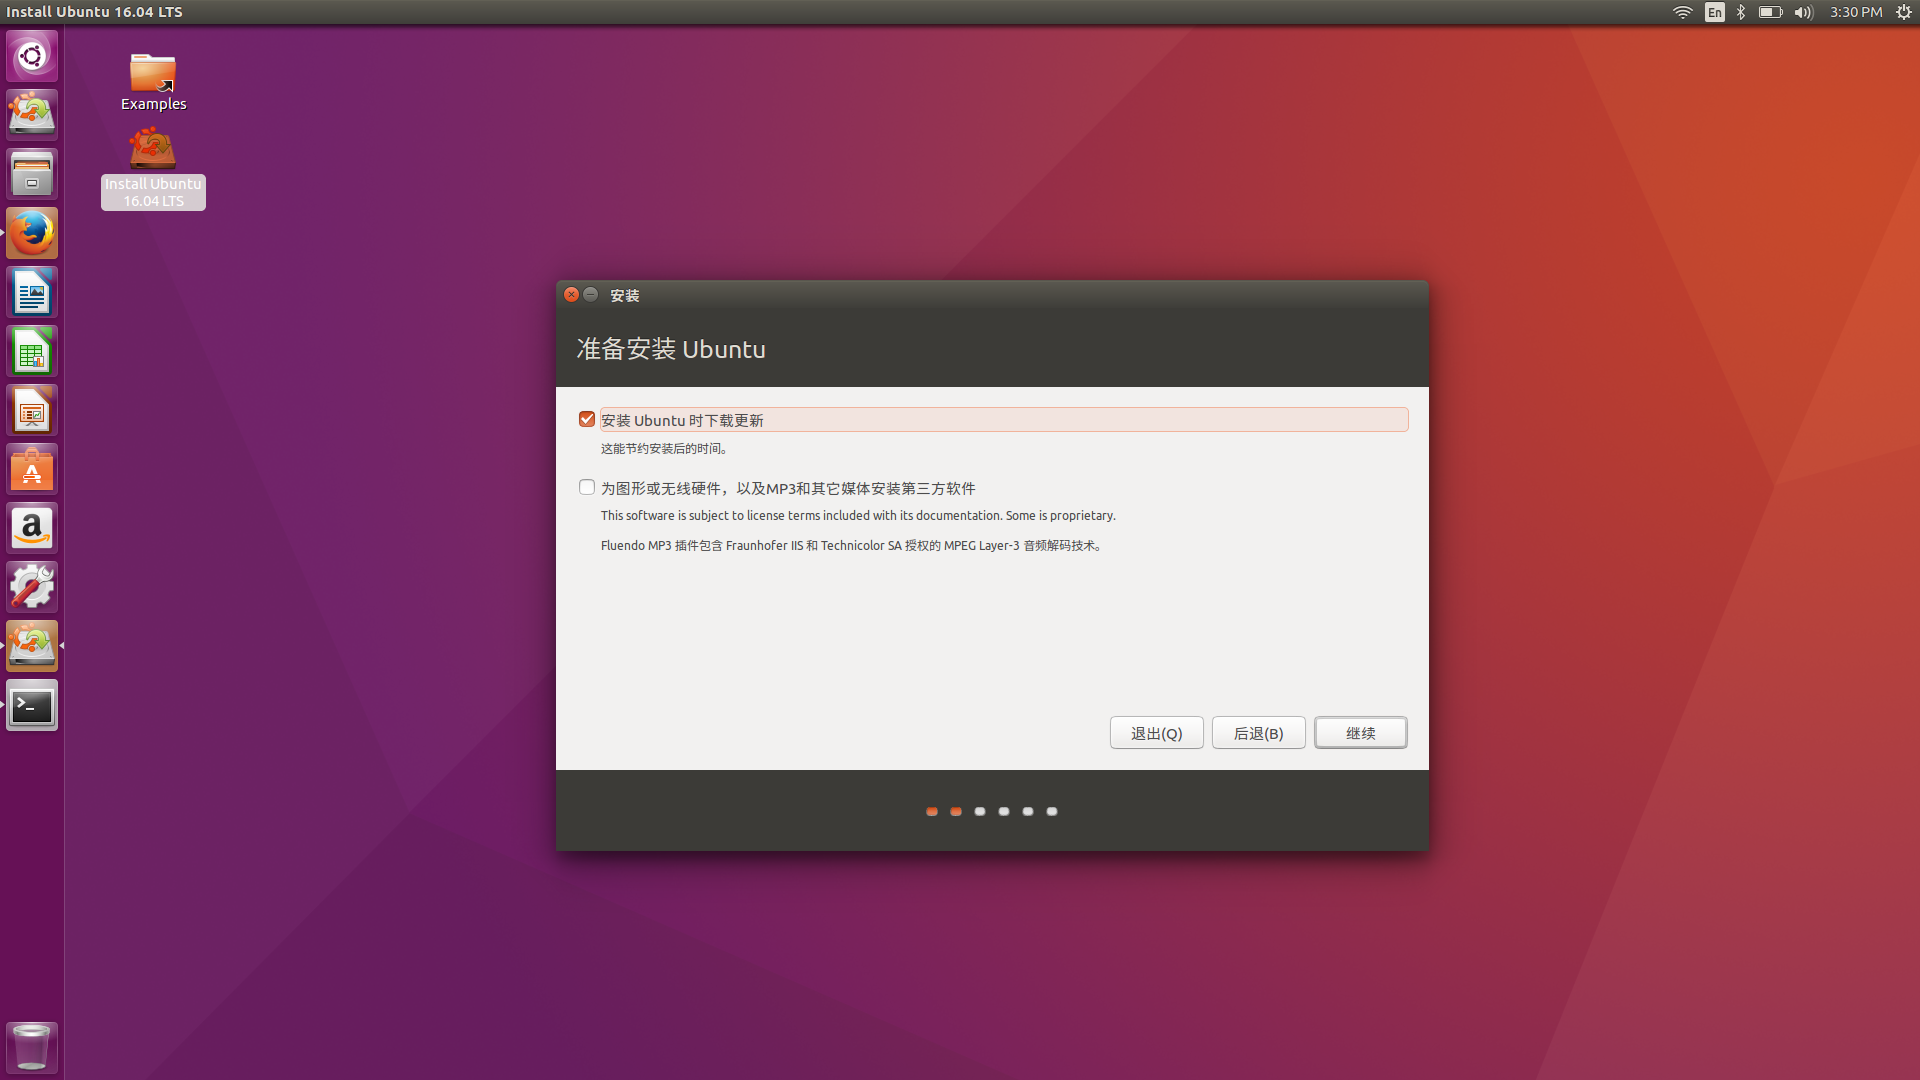 Install Ubuntu 16.04 LTS
En
3:30 PM
Examples
Install Ubuntu
16.04 LTS
安装
准备安装 Ubuntu
安装 Ubuntu 时下载更新
这能节约安装后的时间。
为图形或无线硬件，以及MP3和其它媒体安装第三方软件
This software is subject to license terms included with its documentation. Some is proprietary.
Fluendo MP3 插件包含 Fraunhofer IIS 和 Technicolor SA 授权的 MPEG Layer-3 音频解码技术。
退出(Q)
后退(B)
继续